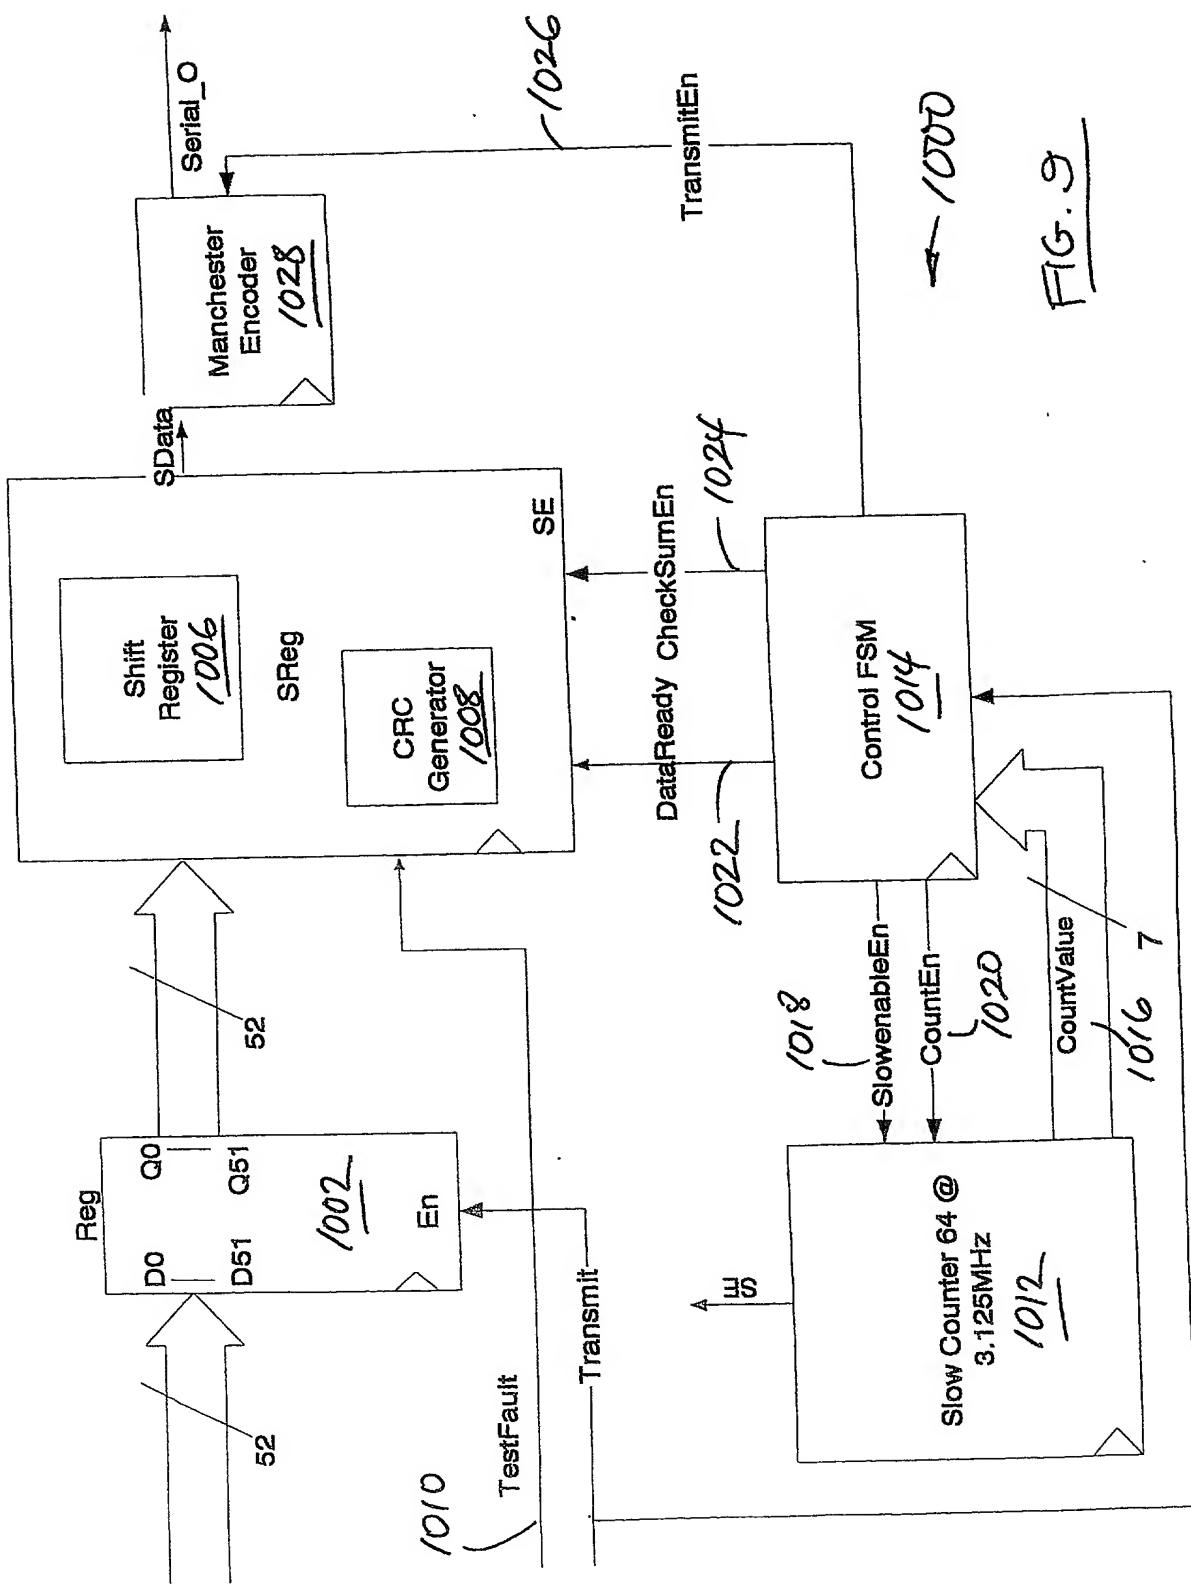 52
Reg
D0
Q0
D51
Q51
1002
En
52
Shift
Register
1006
SReg
CRC
Generator
1008
SE
SData
Manchester
Encoder
1028
Serial_O
1010
TestFault
Transmit
SE
Slow Counter 64 @
3.125MHz
1012
1018
SlowenableEn
CountEn
1020
CountValue
1016
7
1022
DataReady
CheckSumEn
1024
Control FSM
1014
TransmitEn
1026
1000
FIG. 9